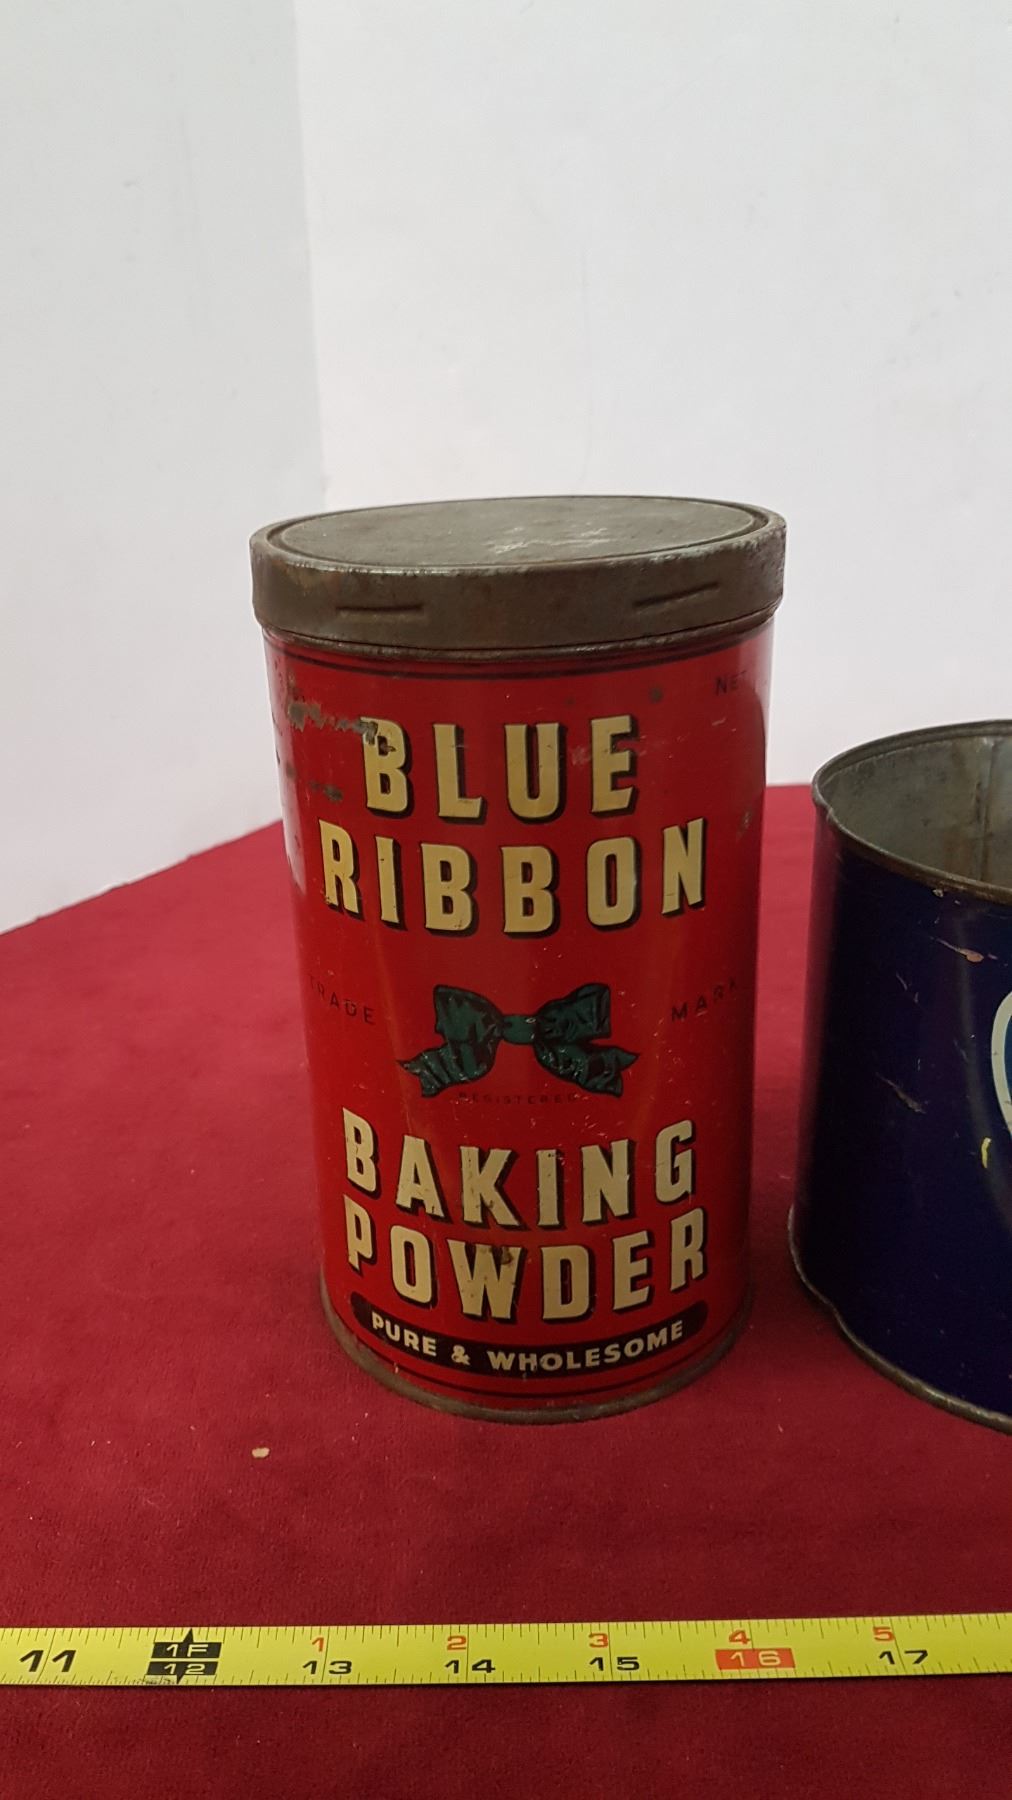 NET
BLUE
RIBBON
TRADE MARK
REGISTERED
BAKING
POWDER
PURE & WHOLESOME
1F 1 2 3 4 5
11 12 13 14 15 16 17